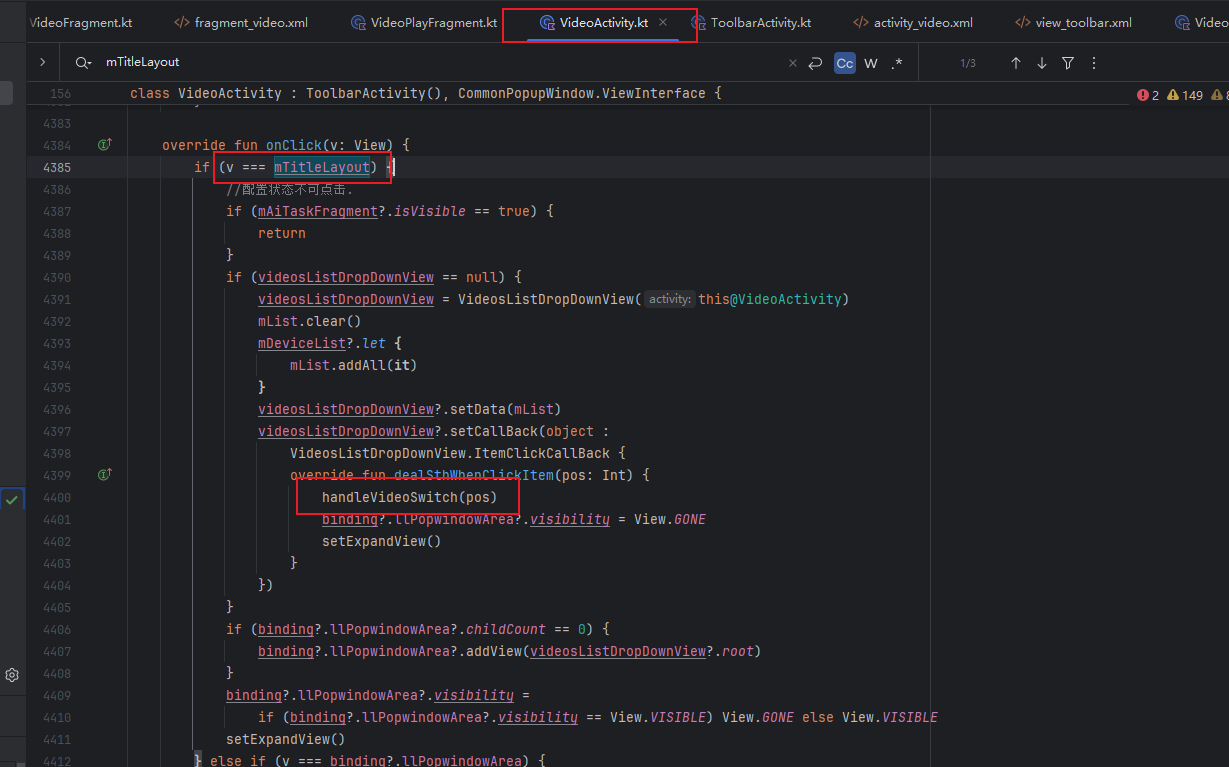 VideoFragment.kt fragment_video.xml VideoPlayFragment.kt VideoActivity.kt ToolbarActivity.kt activity_video.xml view_toolbar.xml Video
mTitleLayout Cc W .* 1/3
156 class VideoActivity : ToolbarActivity(), CommonPopupWindow.ViewInterface { 2 149 8
4383
4384 override fun onClick(v: View) {
4385 if (v === mTitleLayout) {
4386 //配置状态不可点击.
4387 if (mAiTaskFragment?.isVisible == true) {
4388 return
4389 }
4390 if (videosListDropDownView == null) {
4391 videosListDropDownView = VideosListDropDownView( activity: this@VideoActivity)
4392 mList.clear()
4393 mDeviceList?.let {
4394 mList.addAll(it)
4395 }
4396 videosListDropDownView?.setData(mList)
4397 videosListDropDownView?.setCallBack(object :
4398 VideosListDropDownView.ItemClickCallBack {
4399 override fun dealSthWhenClickItem(pos: Int) {
4400 handleVideoSwitch(pos)
4401 binding?.llPopwindowArea?.visibility = View.GONE
4402 setExpandView()
4403 }
4404 })
4405 }
4406 if (binding?.llPopwindowArea?.childCount == 0) {
4407 binding?.llPopwindowArea?.addView(videosListDropDownView?.root)
4408 }
4409 binding?.llPopwindowArea?.visibility =
4410 if (binding?.llPopwindowArea?.visibility == View.VISIBLE) View.GONE else View.VISIBLE
4411 setExpandView()
4412 } else if (v === binding?.llPopwindowArea) {